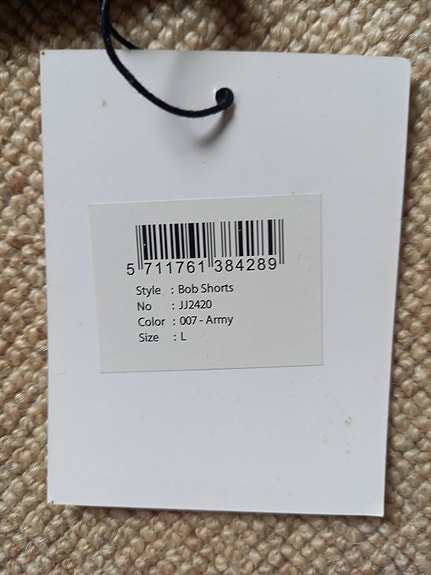 5 711761 384289
Style : Bob Shorts
No : JJ2420
Color : 007 - Army
Size : L